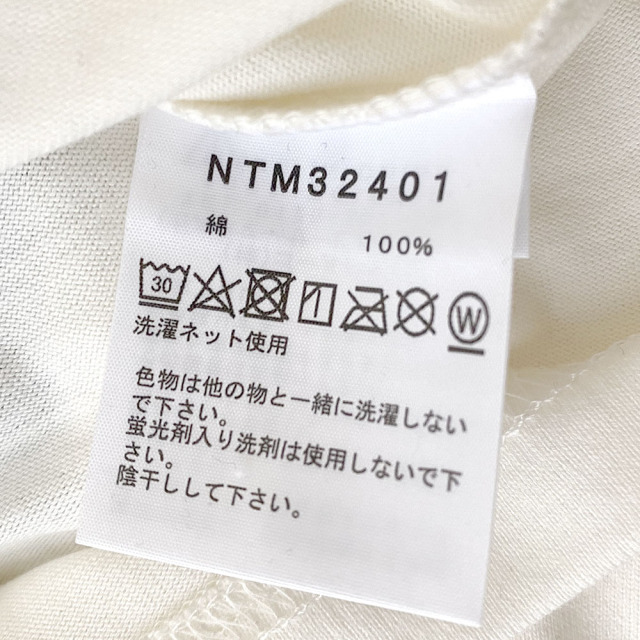 NTM32401
綿 100%
30
W
洗濯ネット使用
色物は他の物と一緒に洗濯しない
で下さい。
蛍光剤入り洗剤は使用しないで下
さい。
陰干しして下さい。